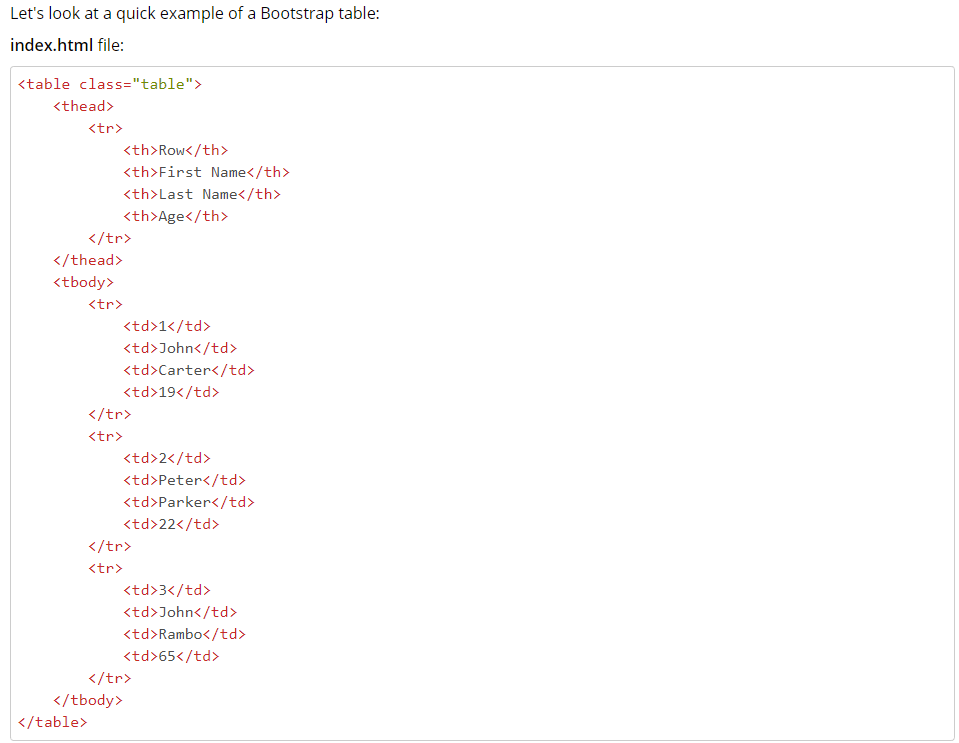 Let's look at a quick example of a Bootstrap table:
index.html file:
<table class="table">
    <thead>
        <tr>
            <th>Row</th>
            <th>First Name</th>
            <th>Last Name</th>
            <th>Age</th>
        </tr>
    </thead>
    <tbody>
        <tr>
            <td>1</td>
            <td>John</td>
            <td>Carter</td>
            <td>19</td>
        </tr>
        <tr>
            <td>2</td>
            <td>Peter</td>
            <td>Parker</td>
            <td>22</td>
        </tr>
        <tr>
            <td>3</td>
            <td>John</td>
            <td>Rambo</td>
            <td>65</td>
        </tr>
    </tbody>
</table>